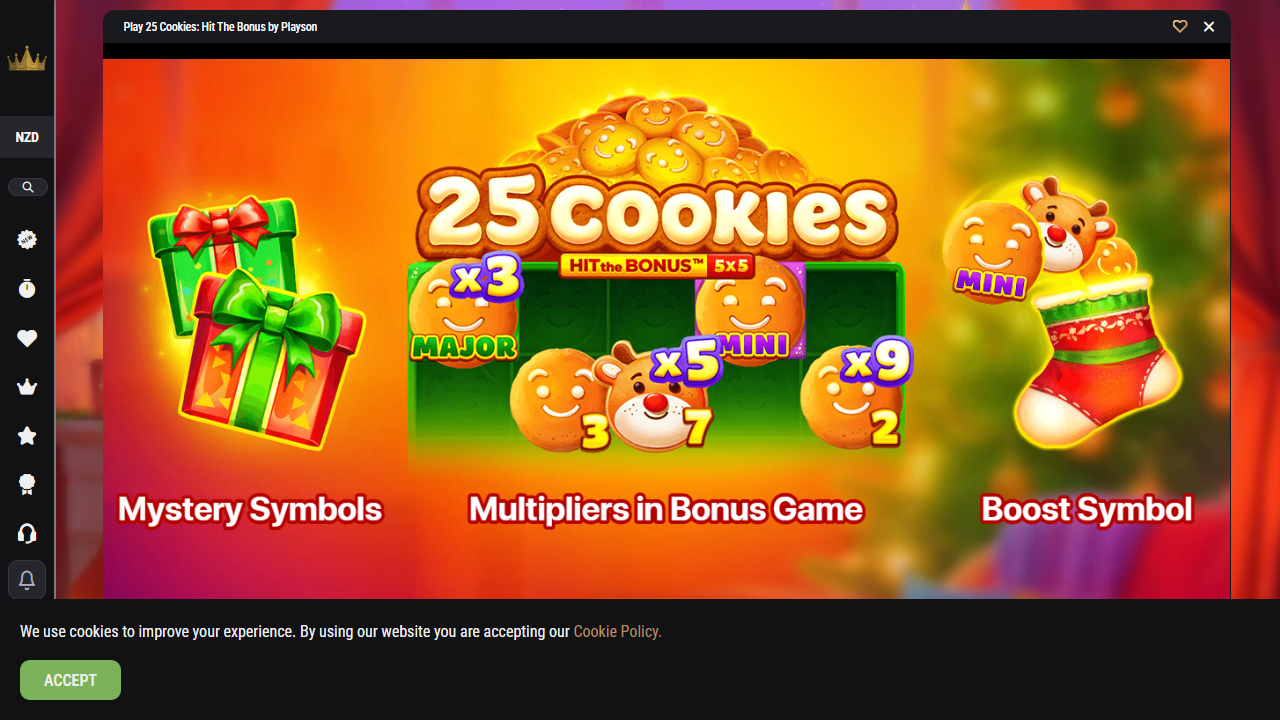 Play 25 Cookies: Hit The Bonus by Playson
NZD
NEW
25 COOKIES
HIT the BONUS™ 5X5
x3
MAJOR
MINI
x5
x9
3
7
2
MINI
Mystery Symbols
Multipliers in Bonus Game
Boost Symbol
We use cookies to improve your experience. By using our website you are accepting our Cookie Policy.
ACCEPT